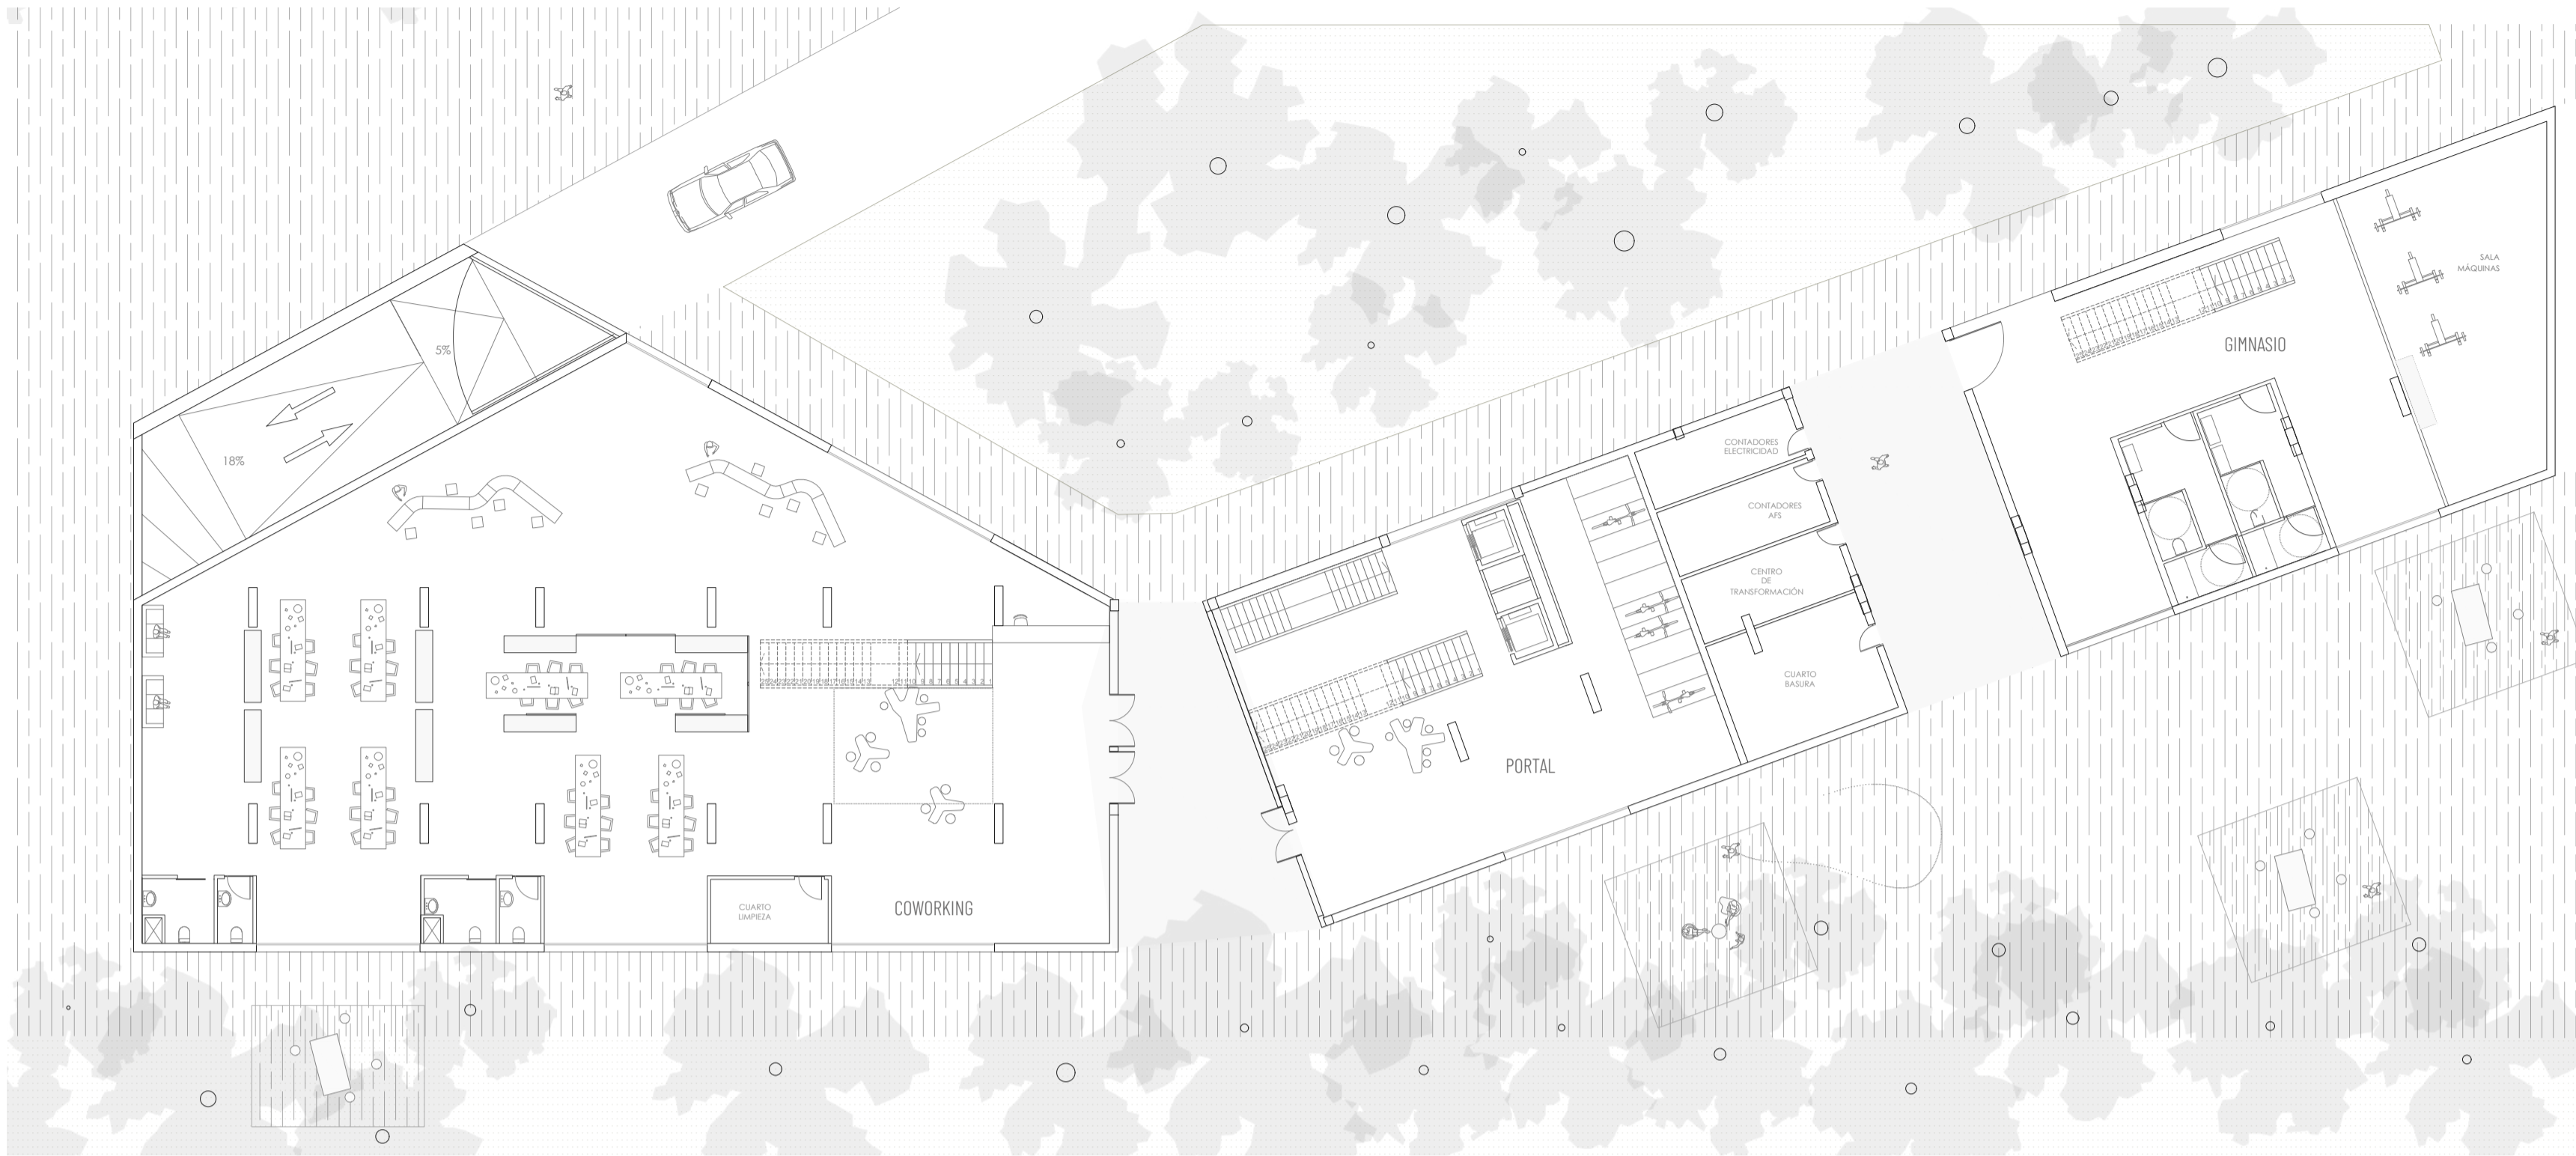 SALA
MÁQUINAS
GIMNASIO
5%
18%
CONTADORES
ELECTRICIDAD
CONTADORES
AFS
CENTRO
DE
TRANSFORMACIÓN
CUARTO
BASURA
PORTAL
CUARTO
LIMPIEZA
COWORKING